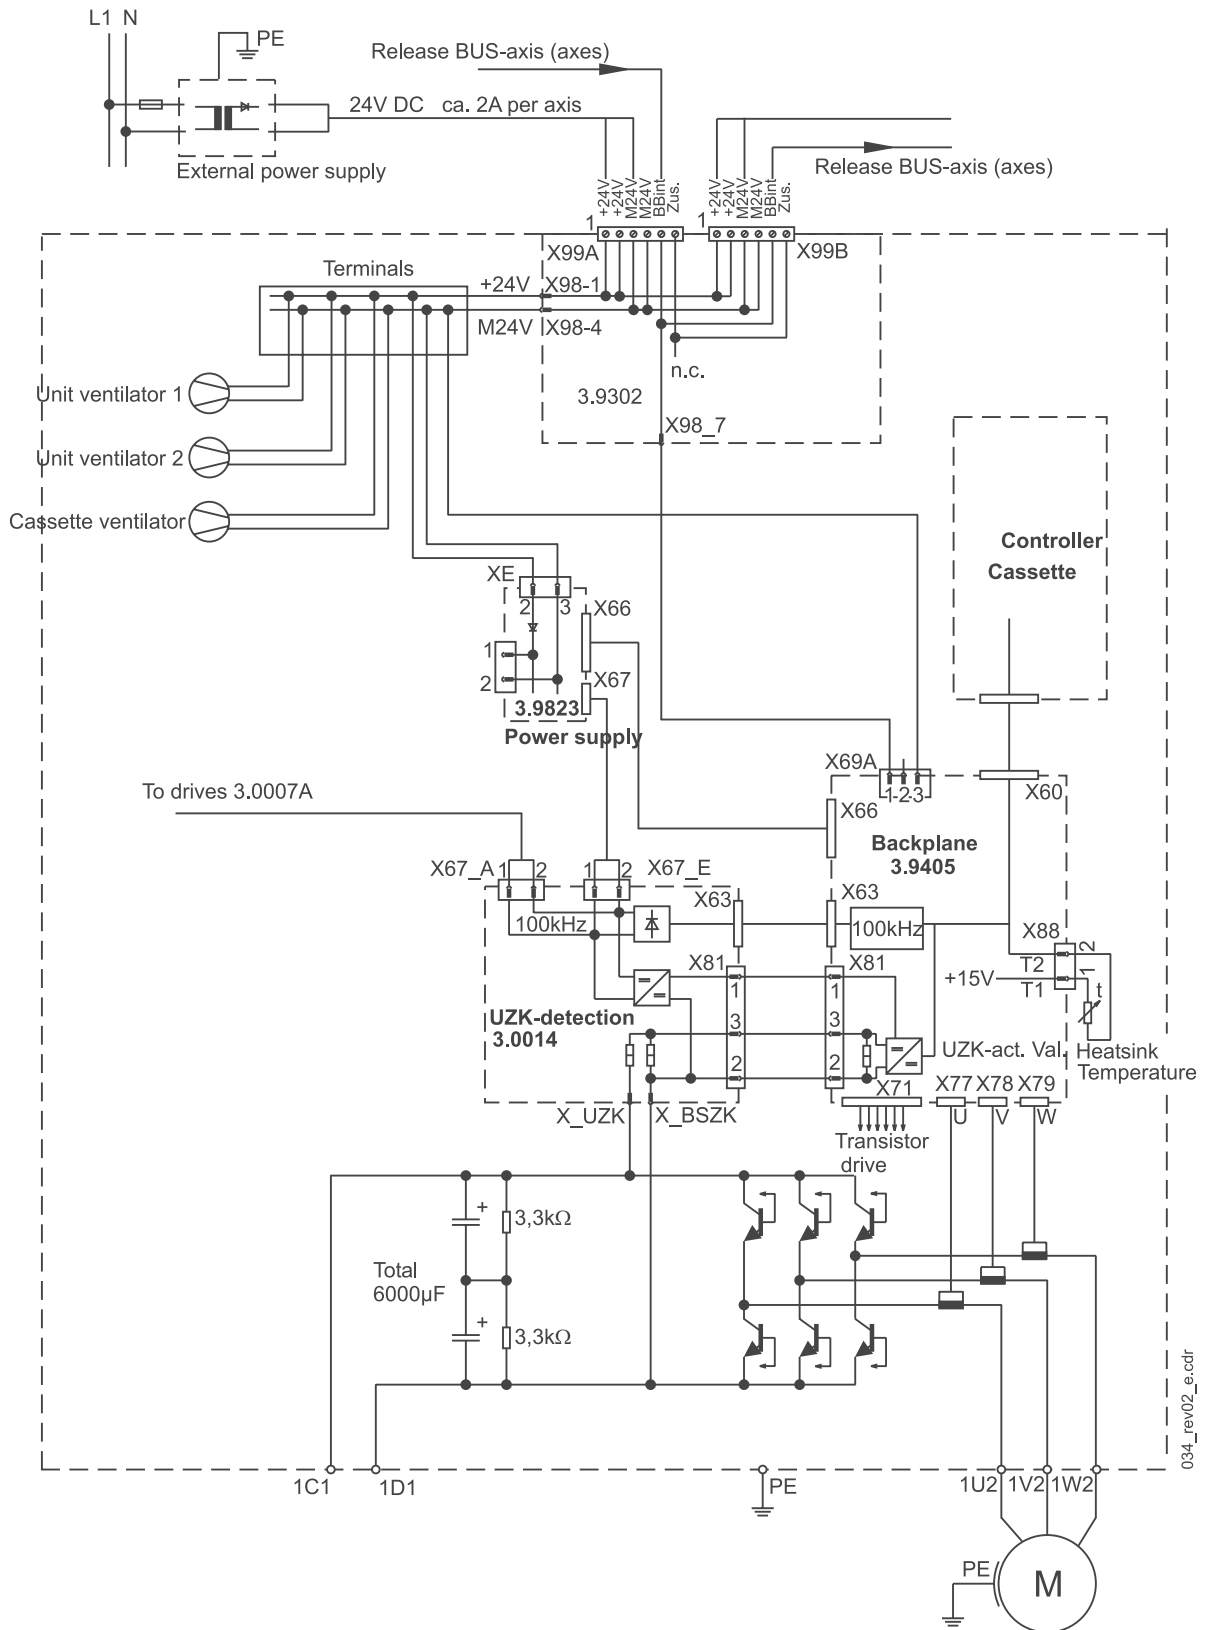 L1 N
PE
Release BUS-axis (axes)
24V DC ca. 2A per axis
External power supply
Release BUS-axis (axes)
+24V
+24V
M24V
M24V
BBint
Zus.
+24V
+24V
M24V
M24V
BBint
Zus.
1
1
X99A
X99B
Terminals
+24V X98-1
M24V X98-4
n.c.
3.9302
X98_7
Unit ventilator 1
Unit ventilator 2
Cassette ventilator
Controller
Cassette
XE
2 3
X66
1
2
X67
3.9823
Power supply
X69A
1-2-3
X60
To drives 3.0007A
X66
Backplane
3.9405
X67_A 1 2
1 2 X67_E
X63
X63
100kHz
100kHz
X88
2
1
T2
+15V
T1
t
X81
X81
1
1
3
3
2
2
UZK-detection
3.0014
UZK-act. Val.
Heatsink
Temperature
X71
X77 X78 X79
U V W
X_UZK X_BSZK
Transistor
drive
+
3,3kΩ
Total
6000µF
+
3,3kΩ
034_rev02_e.cdr
1C1
1D1
PE
1U2 1V2 1W2
PE
M